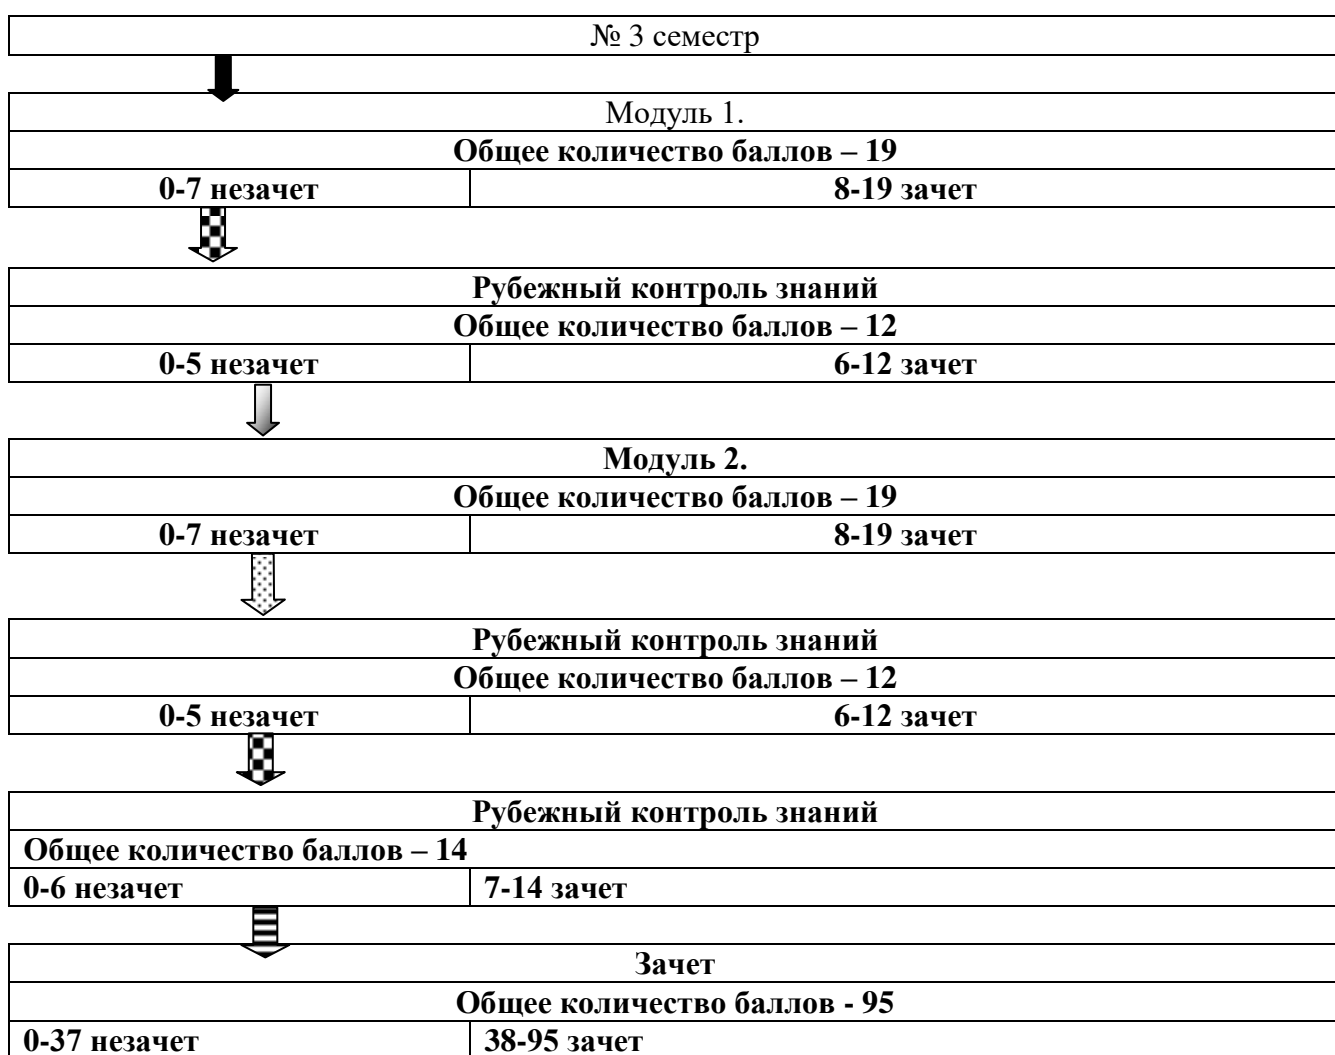 № 3 семестр
Модуль 1.
Общее количество баллов – 19
0-7 незачет 8-19 зачет
Рубежный контроль знаний
Общее количество баллов – 12
0-5 незачет 6-12 зачет
Модуль 2.
Общее количество баллов – 19
0-7 незачет 8-19 зачет
Рубежный контроль знаний
Общее количество баллов – 12
0-5 незачет 6-12 зачет
Рубежный контроль знаний
Общее количество баллов – 14
0-6 незачет 7-14 зачет
Зачет
Общее количество баллов - 95
0-37 незачет 38-95 зачет